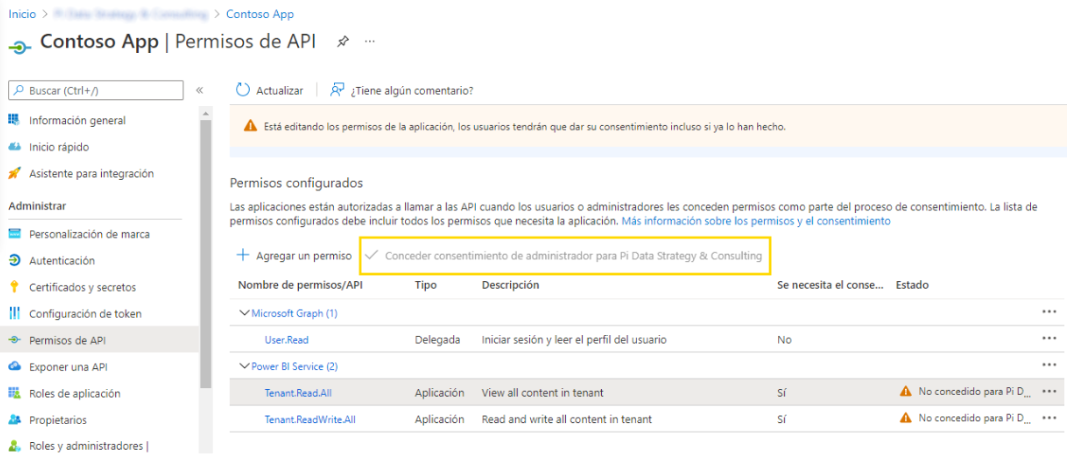 Inicio > Pi Data Strategy & Consulting > Contoso App
Contoso App | Permisos de API
Buscar (Ctrl+/)
Información general
Inicio rápido
Asistente para integración
Administrar
Personalización de marca
Autenticación
Certificados y secretos
Configuración de token
Permisos de API
Exponer una API
Roles de aplicación
Propietarios
Roles y administradores |
Actualizar
¿Tiene algún comentario?
Está editando los permisos de la aplicación, los usuarios tendrán que dar su consentimiento incluso si ya lo han hecho.
Permisos configurados
Las aplicaciones están autorizadas a llamar a las API cuando los usuarios o administradores les conceden permisos como parte del proceso de consentimiento. La lista de
permisos configurados debe incluir todos los permisos que necesita la aplicación. Más información sobre los permisos y el consentimiento
Agregar un permiso
Conceder consentimiento de administrador para Pi Data Strategy & Consulting
Nombre de permisos/API Tipo Descripción Se necesita el conse... Estado
Microsoft Graph (1)
User.Read Delegada Iniciar sesión y leer el perfil del usuario No
Power BI Service (2)
Tenant.Read.All Aplicación View all content in tenant Sí No concedido para Pi D...
Tenant.ReadWrite.All Aplicación Read and write all content in tenant Sí No concedido para Pi D...